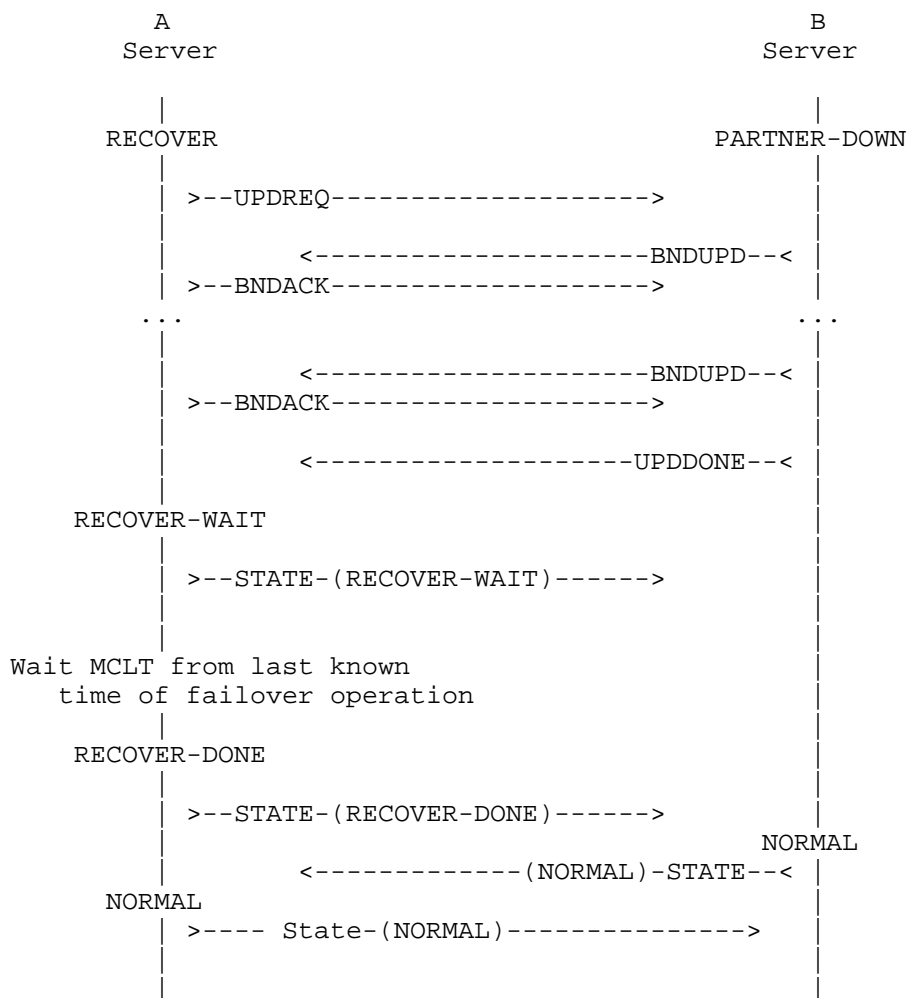 A                                        B
Server                                  Server
RECOVER                               PARTNER-DOWN
>--UPDREQ-------------------->
<---------------------BNDUPD--<
>--BNDACK-------------------->
... ...
<---------------------BNDUPD--<
>--BNDACK-------------------->
<--------------------UPDDONE--<
RECOVER-WAIT
>--STATE-(RECOVER-WAIT)------>
Wait MCLT from last known
time of failover operation
RECOVER-DONE
>--STATE-(RECOVER-DONE)------>
NORMAL
<-------------(NORMAL)-STATE--<
NORMAL
>---- State-(NORMAL)--------------->